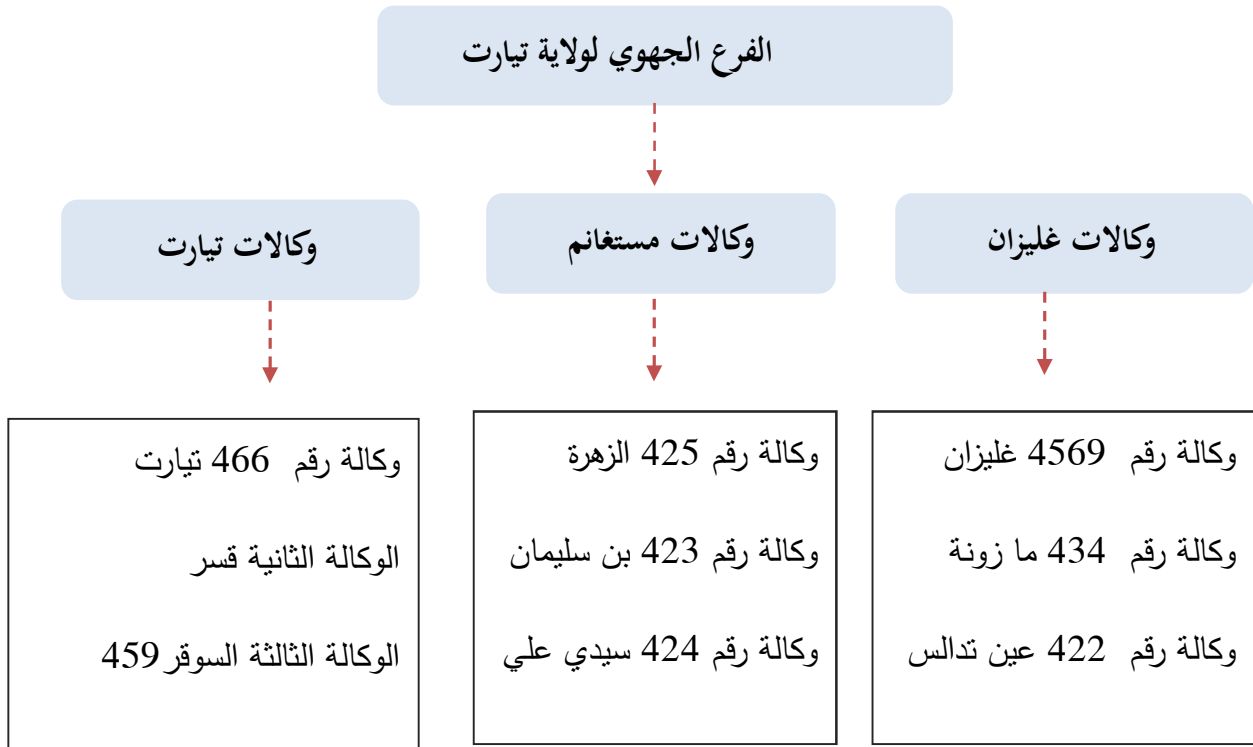 الفرع الجهوي لولاية تيارت
وكالات غليزان
وكالات مستغانم
وكالات تيارت
وكالة رقم 4569 غليزان
وكالة رقم 434 ما زونة
وكالة رقم 422 عين تدالس
وكالة رقم 425 الزهرة
وكالة رقم 423 بن سليمان
وكالة رقم 424 سيدي علي
وكالة رقم 466 تيارت
الوكالة الثانية قسر
الوكالة الثالثة السوقر 459